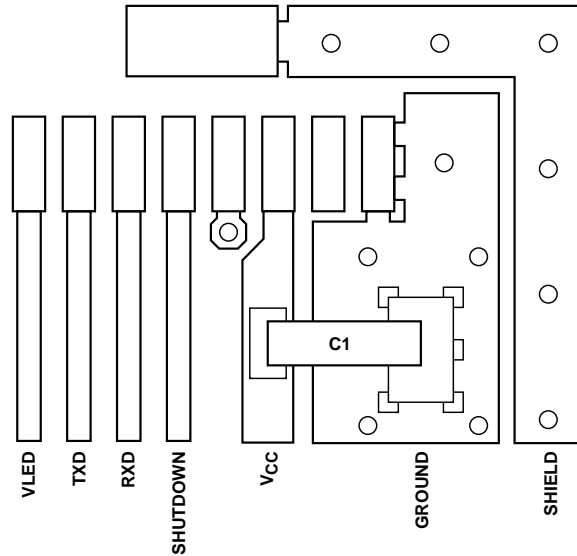 C1
VLED
TXD
RXD
SHUTDOWN
VCC
GROUND
SHIELD